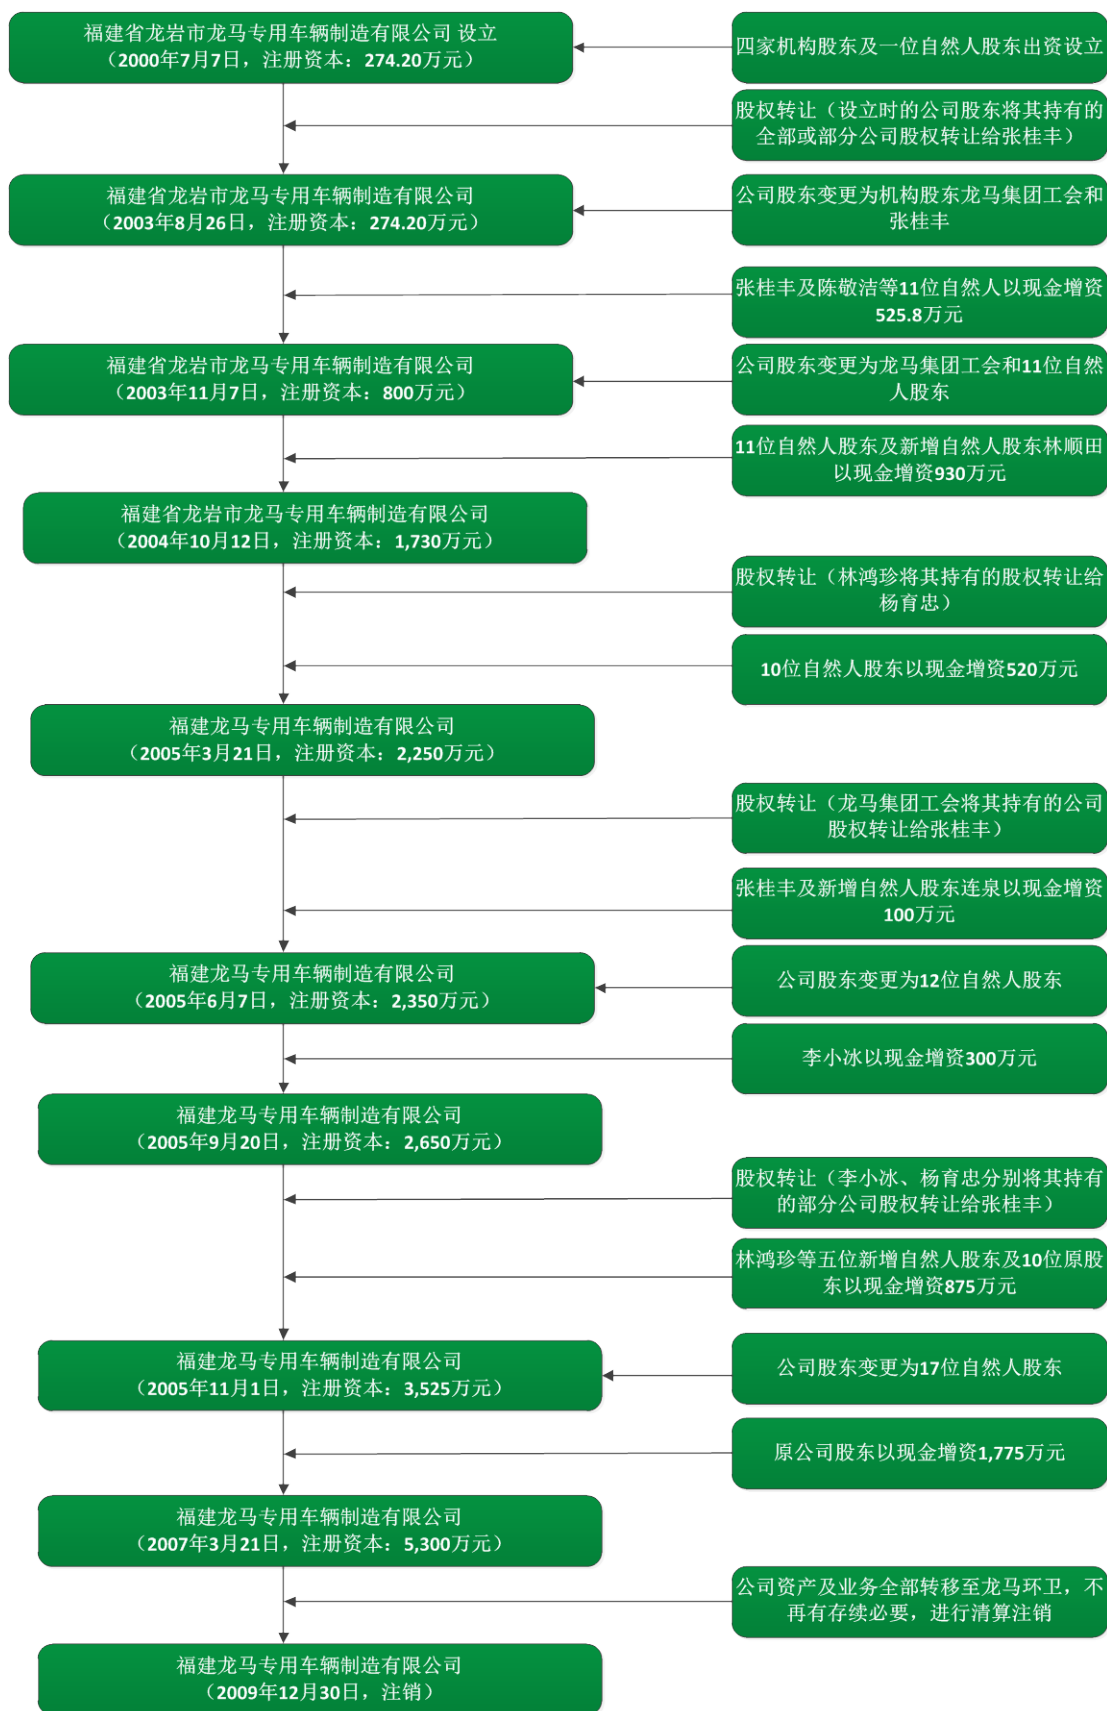 福建省龙岩市龙马专用车辆制造有限公司 设立
（2000年7月7日，注册资本：274.20万元）
四家机构股东及一位自然人股东出资设立
股权转让（设立时的公司股东将其持有的
全部或部分公司股权转让给张桂丰）
福建省龙岩市龙马专用车辆制造有限公司
（2003年8月26日，注册资本：274.20万元）
公司股东变更为机构股东龙马集团工会和
张桂丰
张桂丰及陈敬洁等11位自然人以现金增资
525.8万元
福建省龙岩市龙马专用车辆制造有限公司
（2003年11月7日，注册资本：800万元）
公司股东变更为龙马集团工会和11位自然
人股东
11位自然人股东及新增自然人股东林顺田
以现金增资930万元
福建省龙岩市龙马专用车辆制造有限公司
（2004年10月12日，注册资本：1,730万元）
股权转让（林鸿珍将其持有的股权转让给
杨育忠）
10位自然人股东以现金增资520万元
福建龙马专用车辆制造有限公司
（2005年3月21日，注册资本：2,250万元）
股权转让（龙马集团工会将其持有的公司
股权转让给张桂丰）
张桂丰及新增自然人股东连泉以现金增资
100万元
福建龙马专用车辆制造有限公司
（2005年6月7日，注册资本：2,350万元）
公司股东变更为12位自然人股东
李小冰以现金增资300万元
福建龙马专用车辆制造有限公司
（2005年9月20日，注册资本：2,650万元）
股权转让（李小冰、杨育忠分别将其持有
的部分公司股权转让给张桂丰）
林鸿珍等五位新增自然人股东及10位原股
东以现金增资875万元
福建龙马专用车辆制造有限公司
（2005年11月1日，注册资本：3,525万元）
公司股东变更为17位自然人股东
原公司股东以现金增资1,775万元
福建龙马专用车辆制造有限公司
（2007年3月21日，注册资本：5,300万元）
公司资产及业务全部转移至龙马环卫，不
再有存续必要，进行清算注销
福建龙马专用车辆制造有限公司
（2009年12月30日，注销）